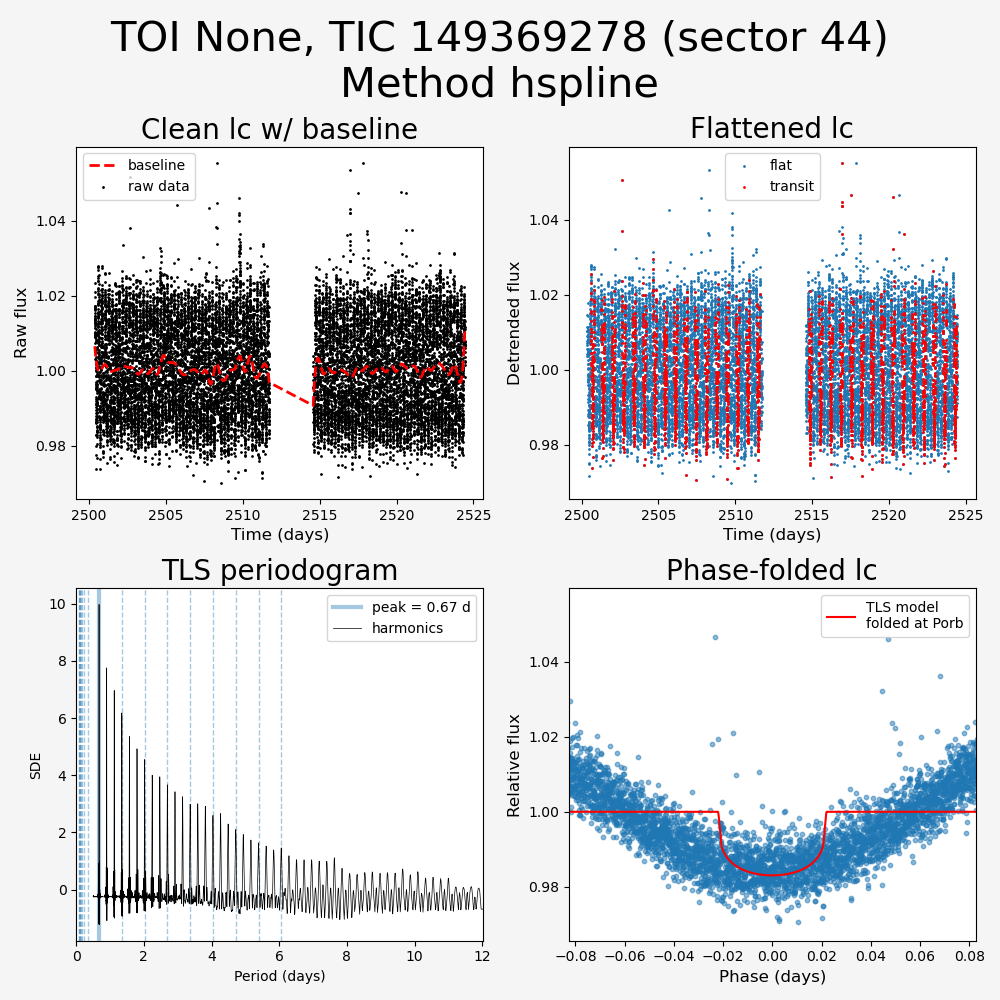 TOI None, TIC 149369278 (sector 44)
Method hspline
Clean lc w/ baseline
baseline
raw data
1.04
1.02
1.00
0.98
Raw flux
2500 2505 2510 2515 2520 2525
Time (days)
Flattened lc
flat
transit
1.04
1.02
1.00
0.98
Detrended flux
2500 2505 2510 2515 2520 2525
Time (days)
TLS periodogram
peak = 0.67 d
harmonics
10
8
6
4
2
0
SDE
0 2 4 6 8 10 12
Period (days)
Phase-folded lc
TLS model
folded at Porb
1.04
1.02
1.00
0.98
Relative flux
−0.08 −0.06 −0.04 −0.02 0.00 0.02 0.04 0.06 0.08
Phase (days)